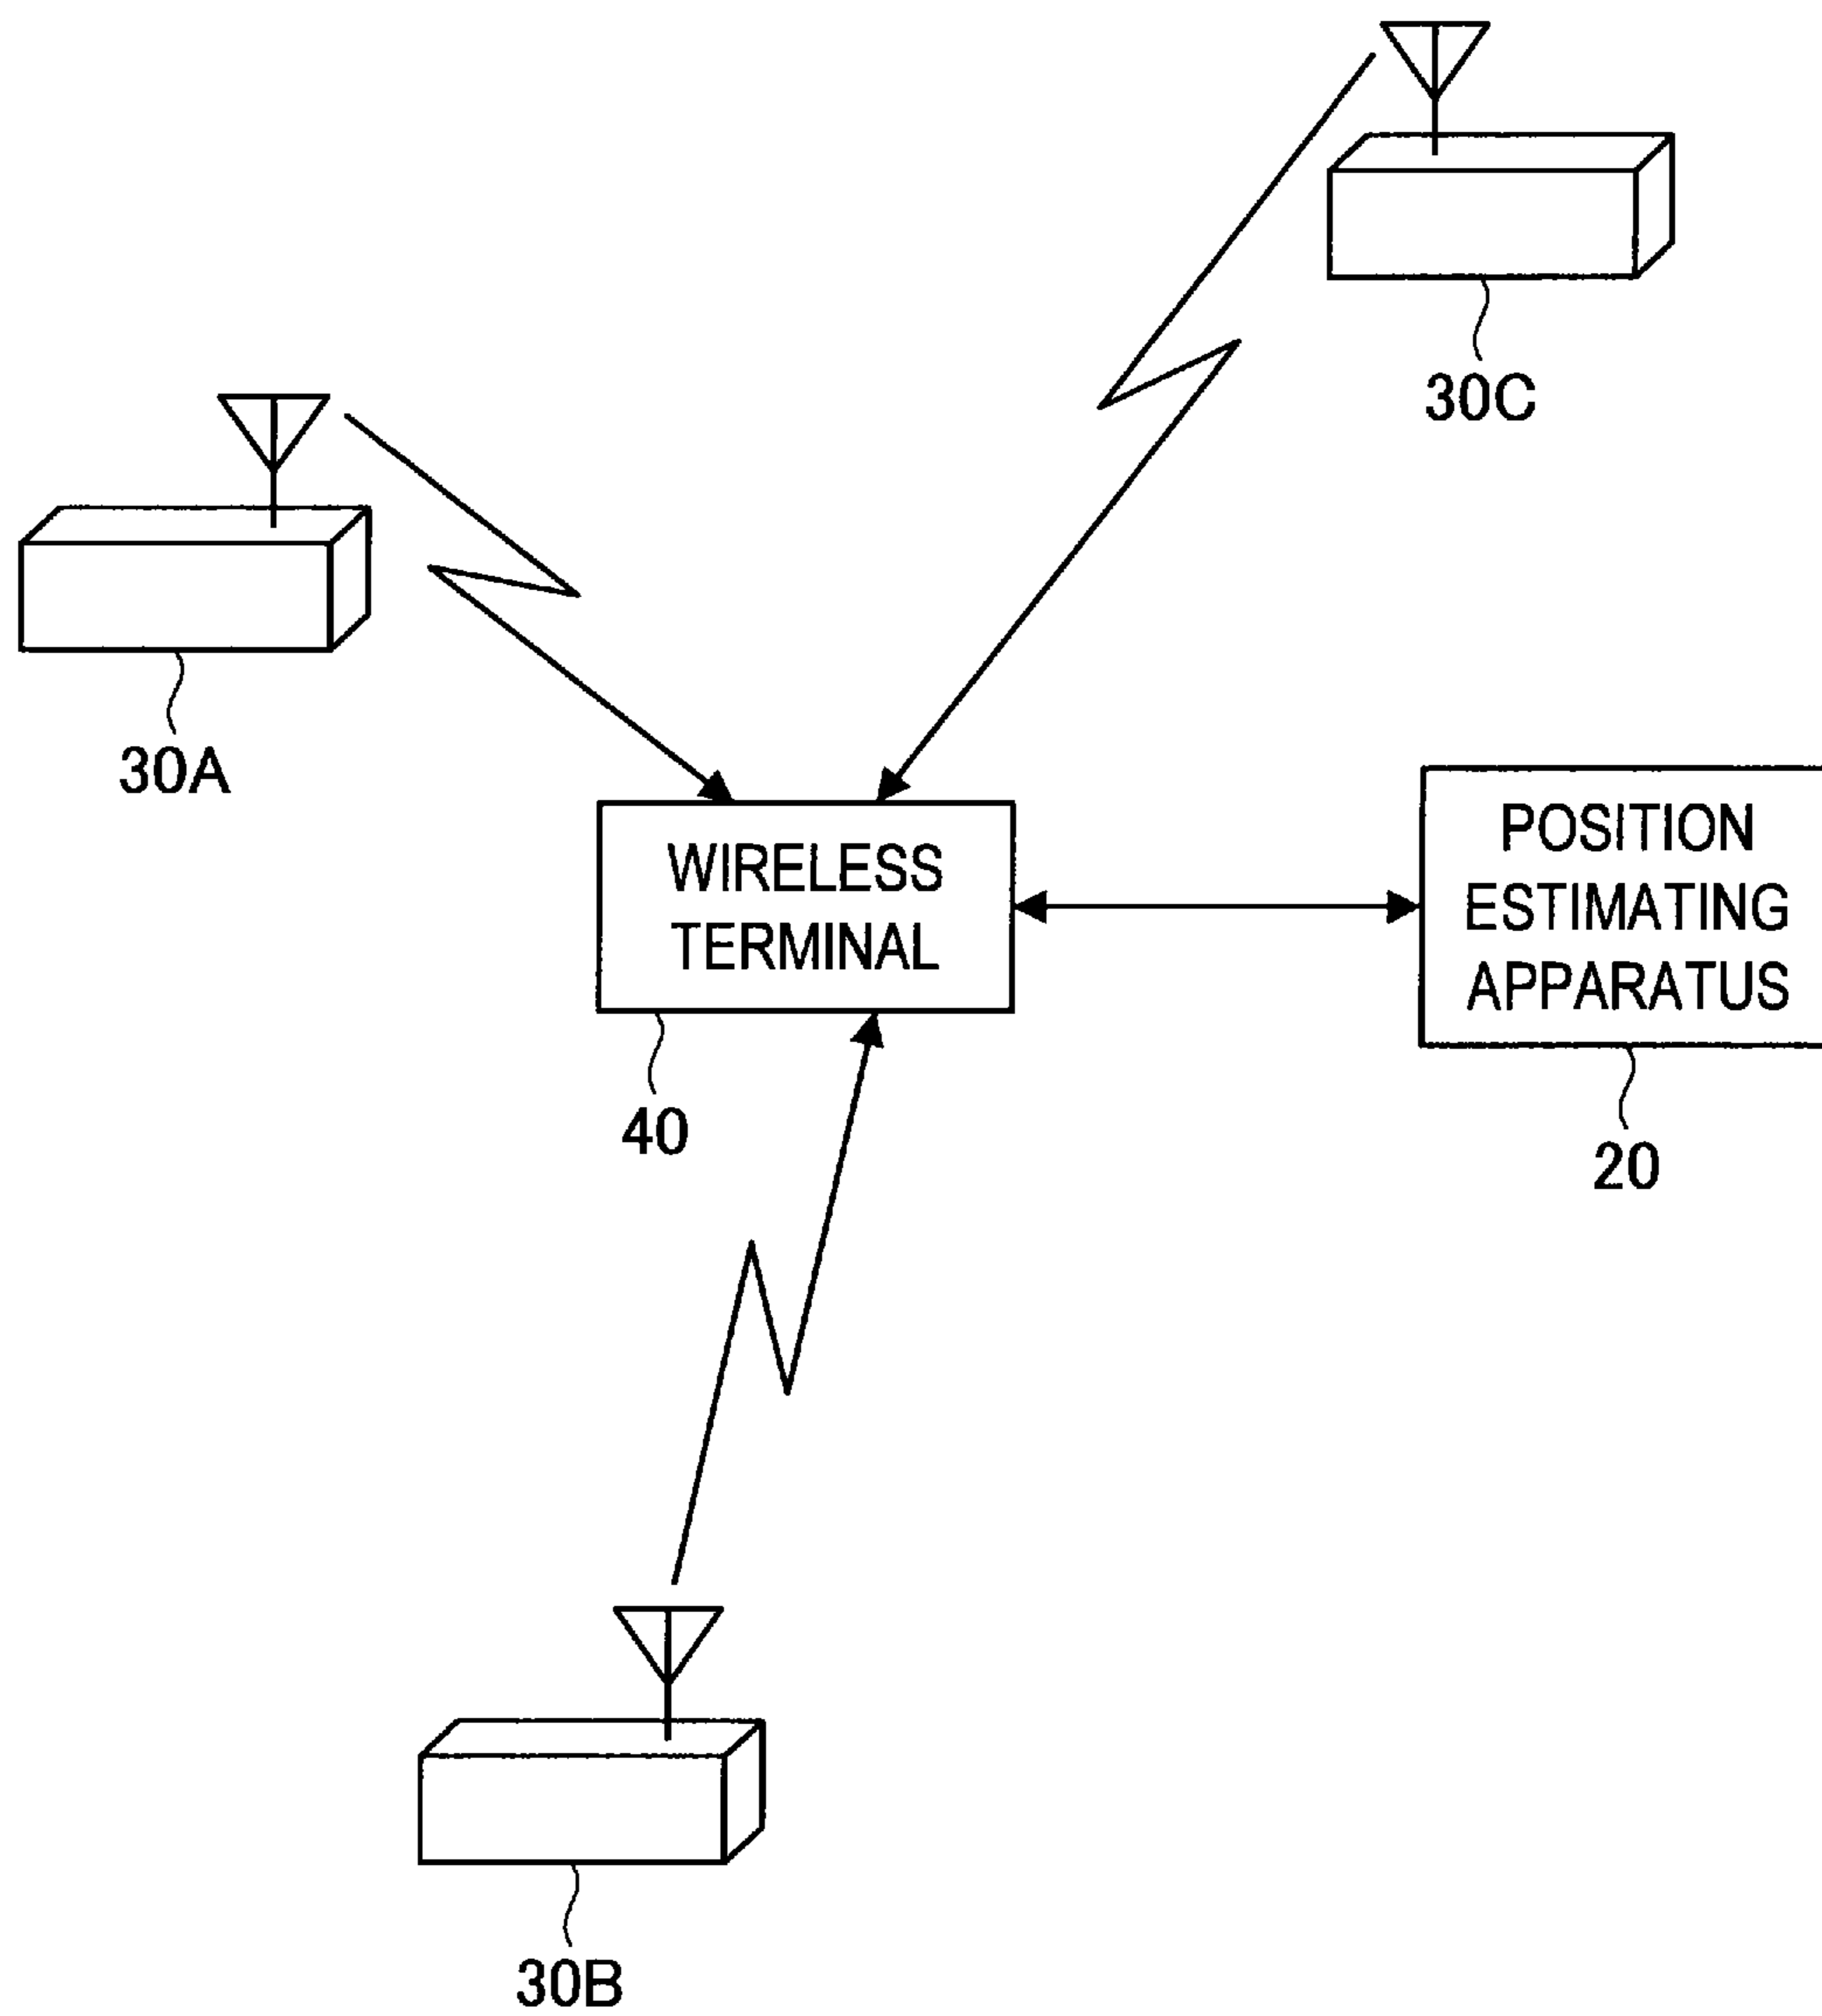 30C
30A
WIRELESS
TERMINAL
40
POSITION
ESTIMATING
APPARATUS
20
30B